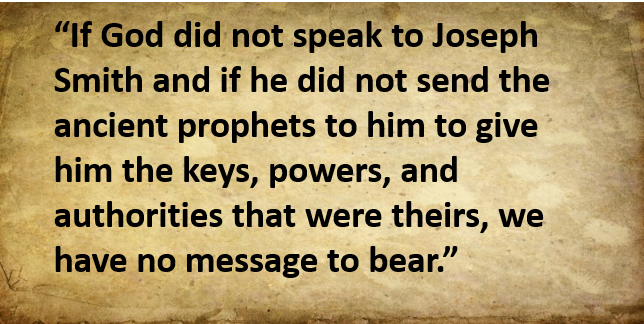 “If God did not speak to Joseph
Smith and if he did not send the
ancient prophets to him to give
him the keys, powers, and
authorities that were theirs, we
have no message to bear.”